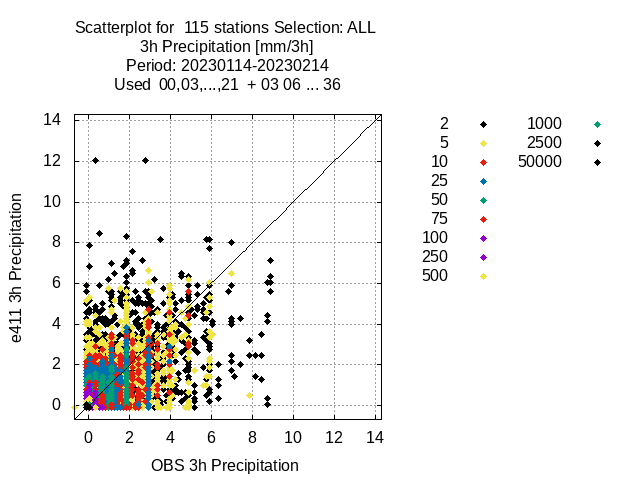 Scatterplot for  115 stations Selection: ALL
3h Precipitation [mm/3h]
Period: 20230114-20230214
Used  00,03,...,21  + 03 06 ... 36
14
12
10
8
6
4
2
0
e411 3h Precipitation
0 2 4 6 8 10 12 14
OBS 3h Precipitation
2 1000
5 2500
10 50000
25
50
75
100
250
500